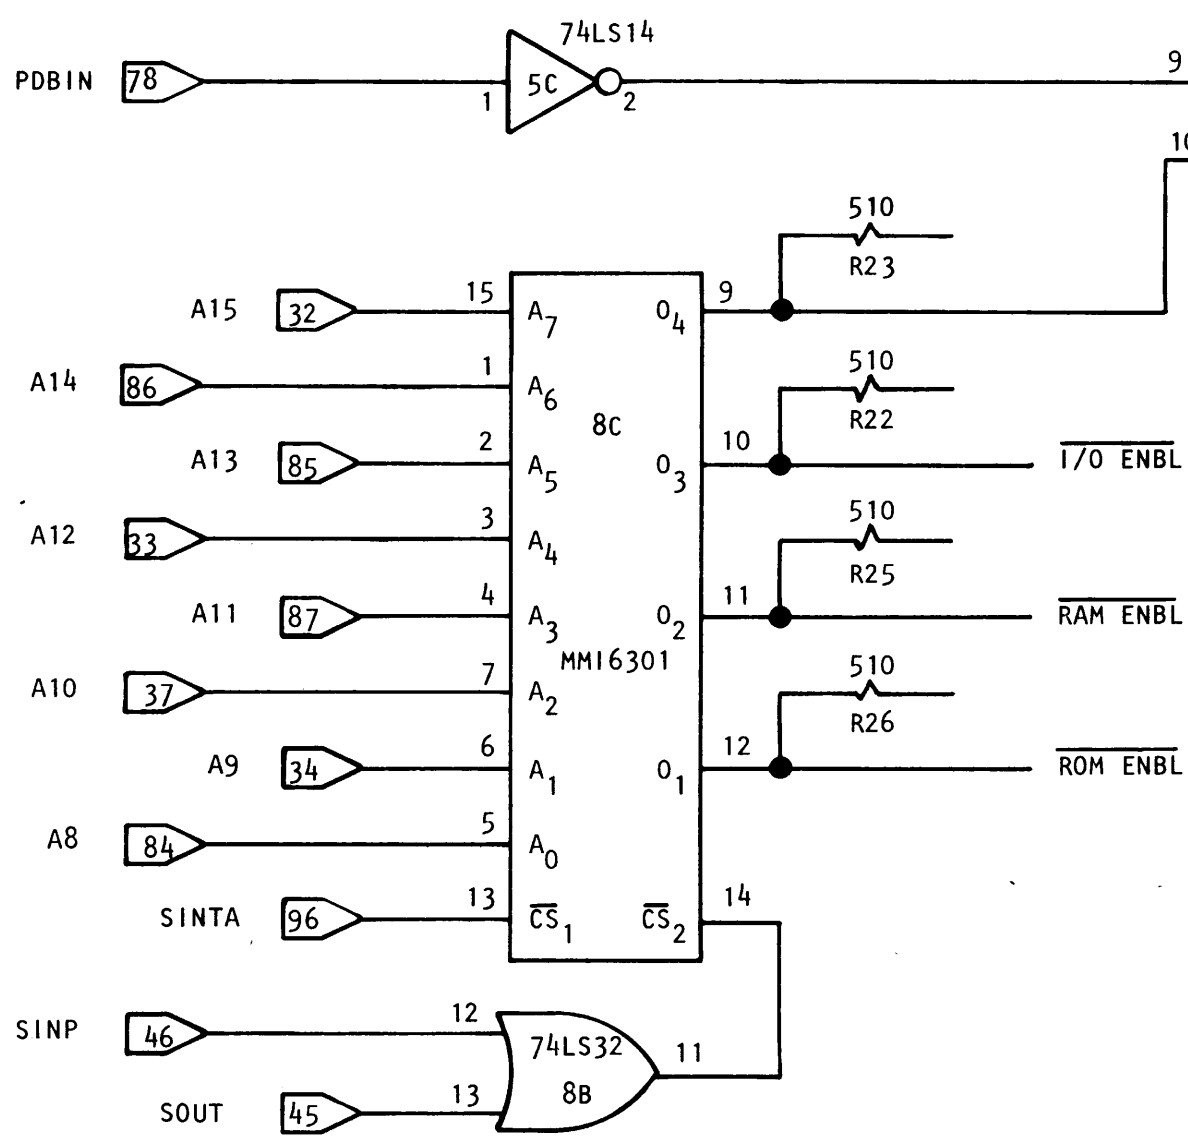 74LS14
PDBIN 78 1 5C 2 9
10
510
R23
A15 32 15 A7 O4 9
510
R22
A14 86 1 A6
8C
A13 85 2 A5 O3 10 I/O ENBL
510
R25
A12 33 3 A4
A11 87 4 A3 O2 11 RAM ENBL
MMI6301
510
R26
A10 37 7 A2
A9 34 6 A1 O1 12 ROM ENBL
A8 84 5 A0
SINTA 96 13 CS1 CS2 14
SINP 46 12 74LS32 11
8B
SOUT 45 13